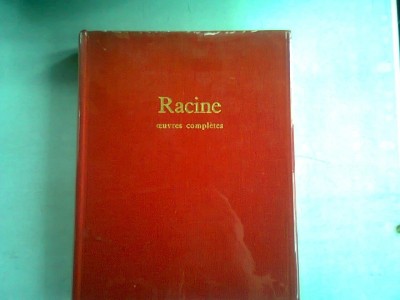 Racine
œuvres complètes